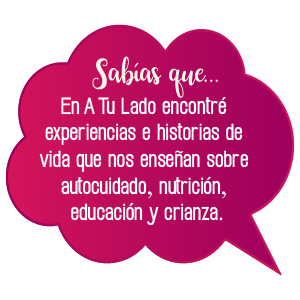 Sabías que...
En A Tu Lado encontré
experiencias e historias de
vida que nos enseñan sobre
autocuidado, nutrición,
educación y crianza.